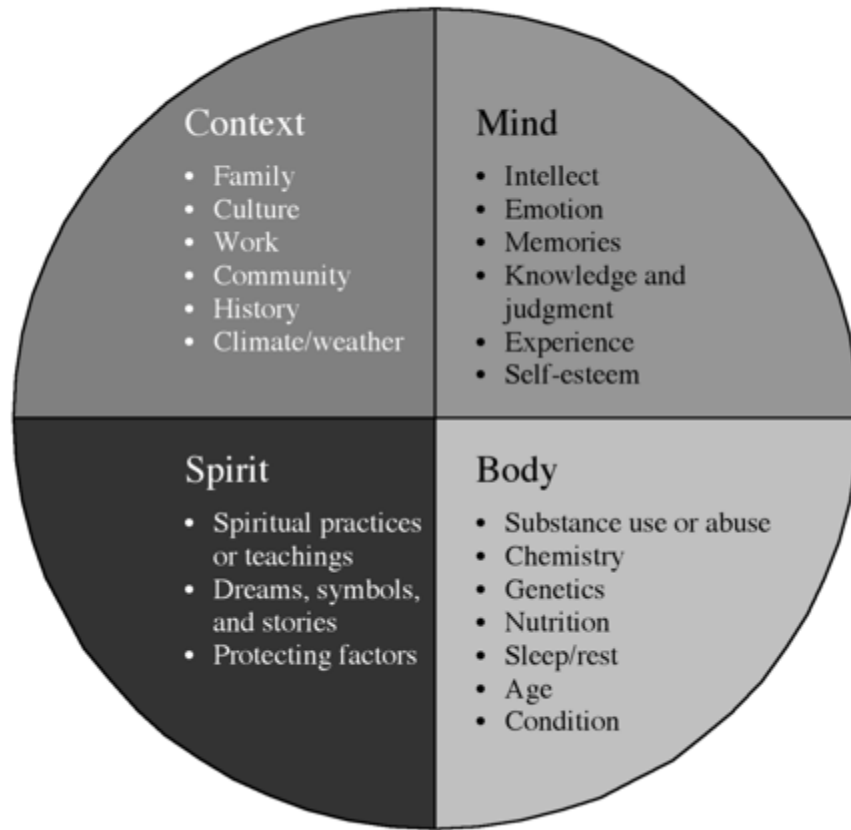 Context
• Family
• Culture
• Work
• Community
• History
• Climate/weather
Mind
• Intellect
• Emotion
• Memories
• Knowledge and
judgment
• Experience
• Self-esteem
Spirit
• Spiritual practices
or teachings
• Dreams, symbols,
and stories
• Protecting factors
Body
• Substance use or abuse
• Chemistry
• Genetics
• Nutrition
• Sleep/rest
• Age
• Condition